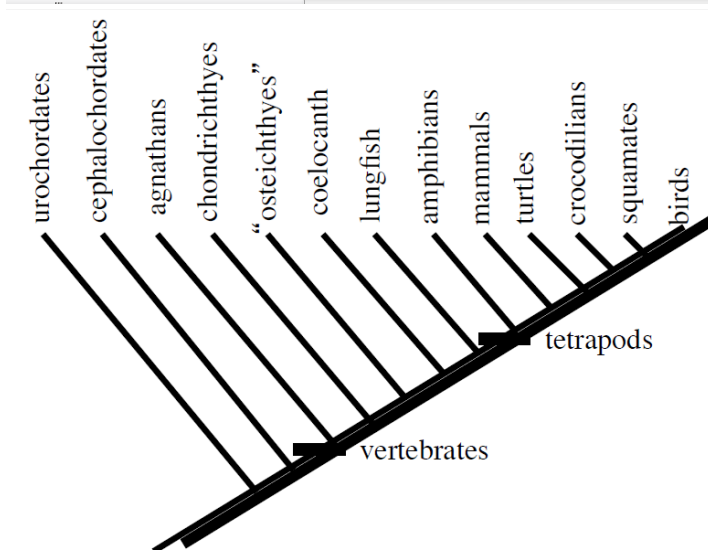 urochordates
cephalochordates
agnathans
chondrichthyes
“osteichthyes”
coelocanth
lungfish
amphibians
mammals
turtles
crocodilians
squamates
birds
tetrapods
vertebrates